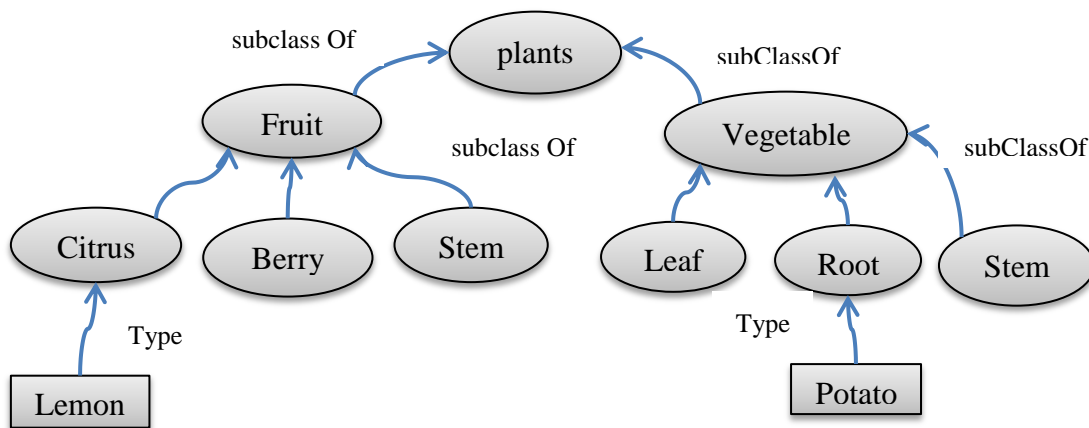 subclass Of
plants
subClassOf
Fruit
Vegetable
subclass Of
subClassOf
Citrus
Berry
Stem
Leaf
Root
Stem
Type
Type
Lemon
Potato